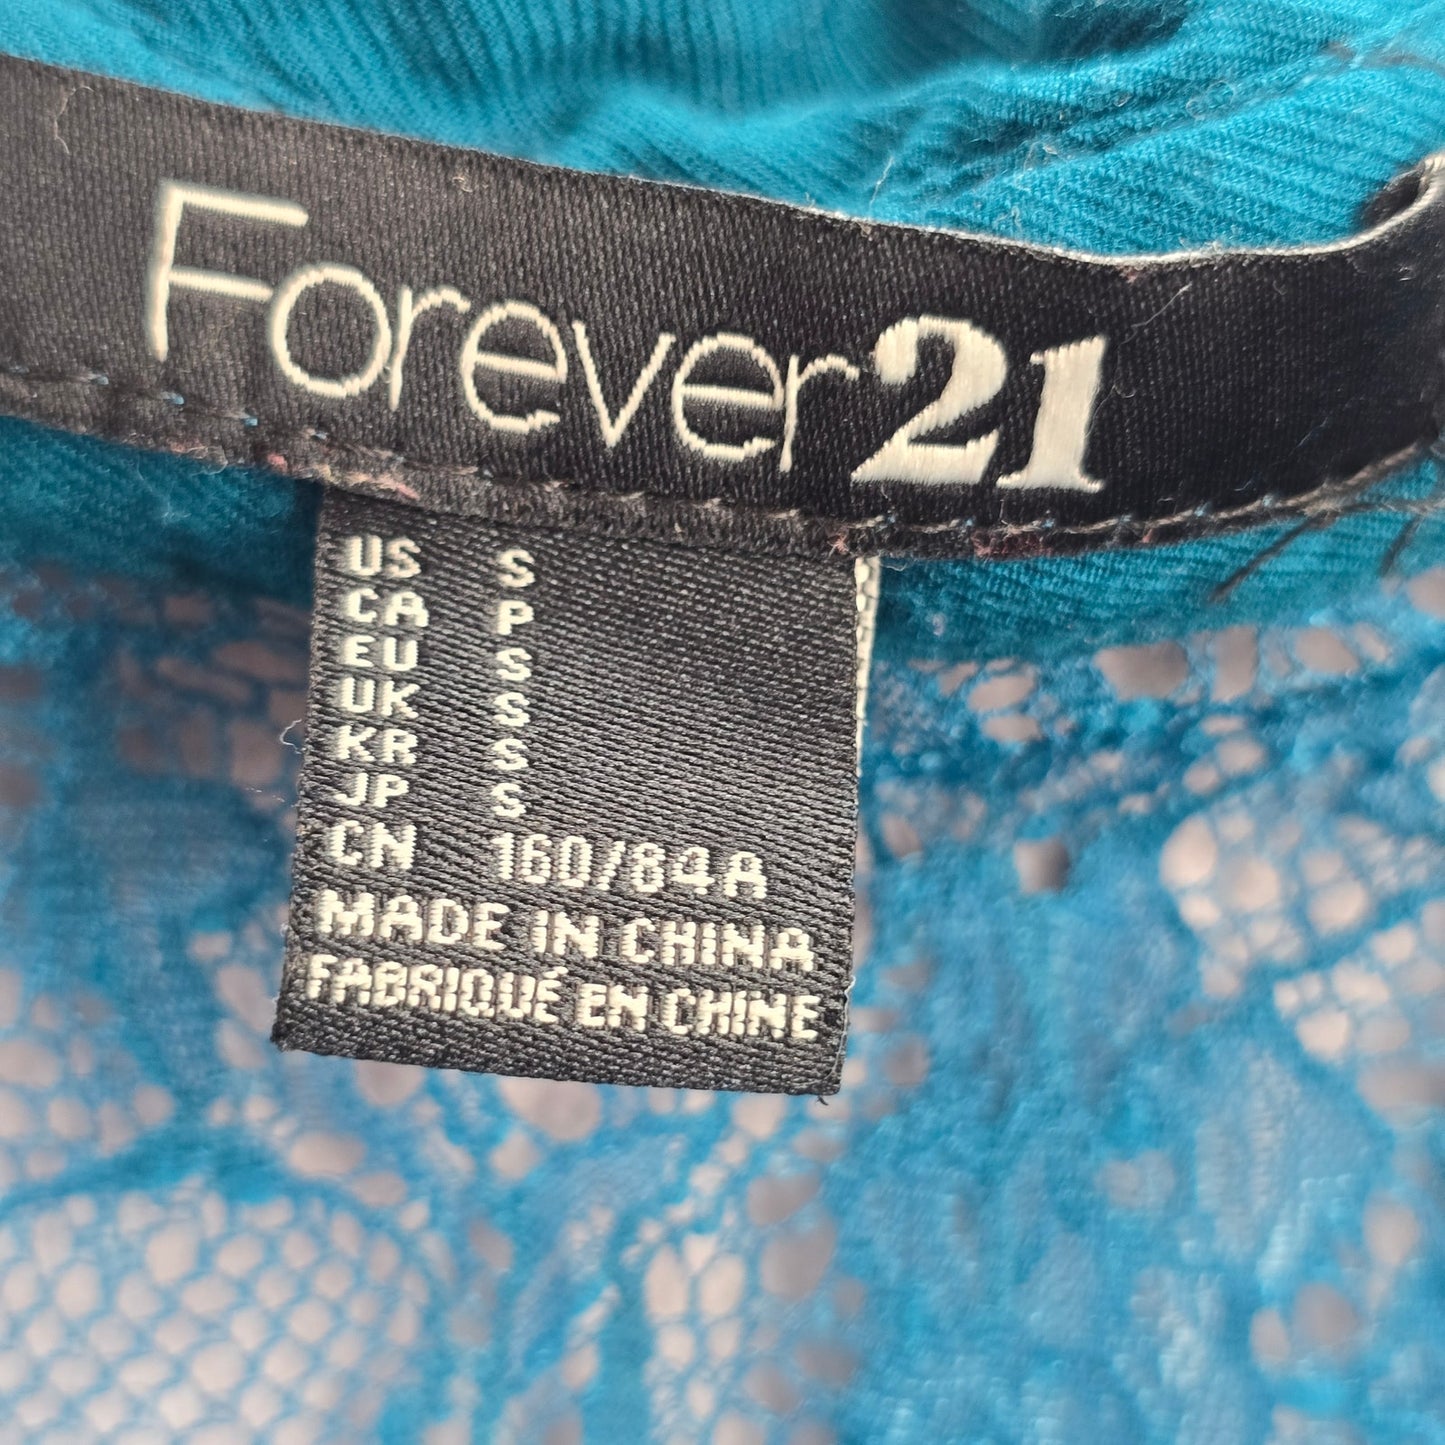 Forever21
US S
CA P
EU S
UK S
KR S
JP S
CN 160/84A
MADE IN CHINA
FABRIQUÉ EN CHINE